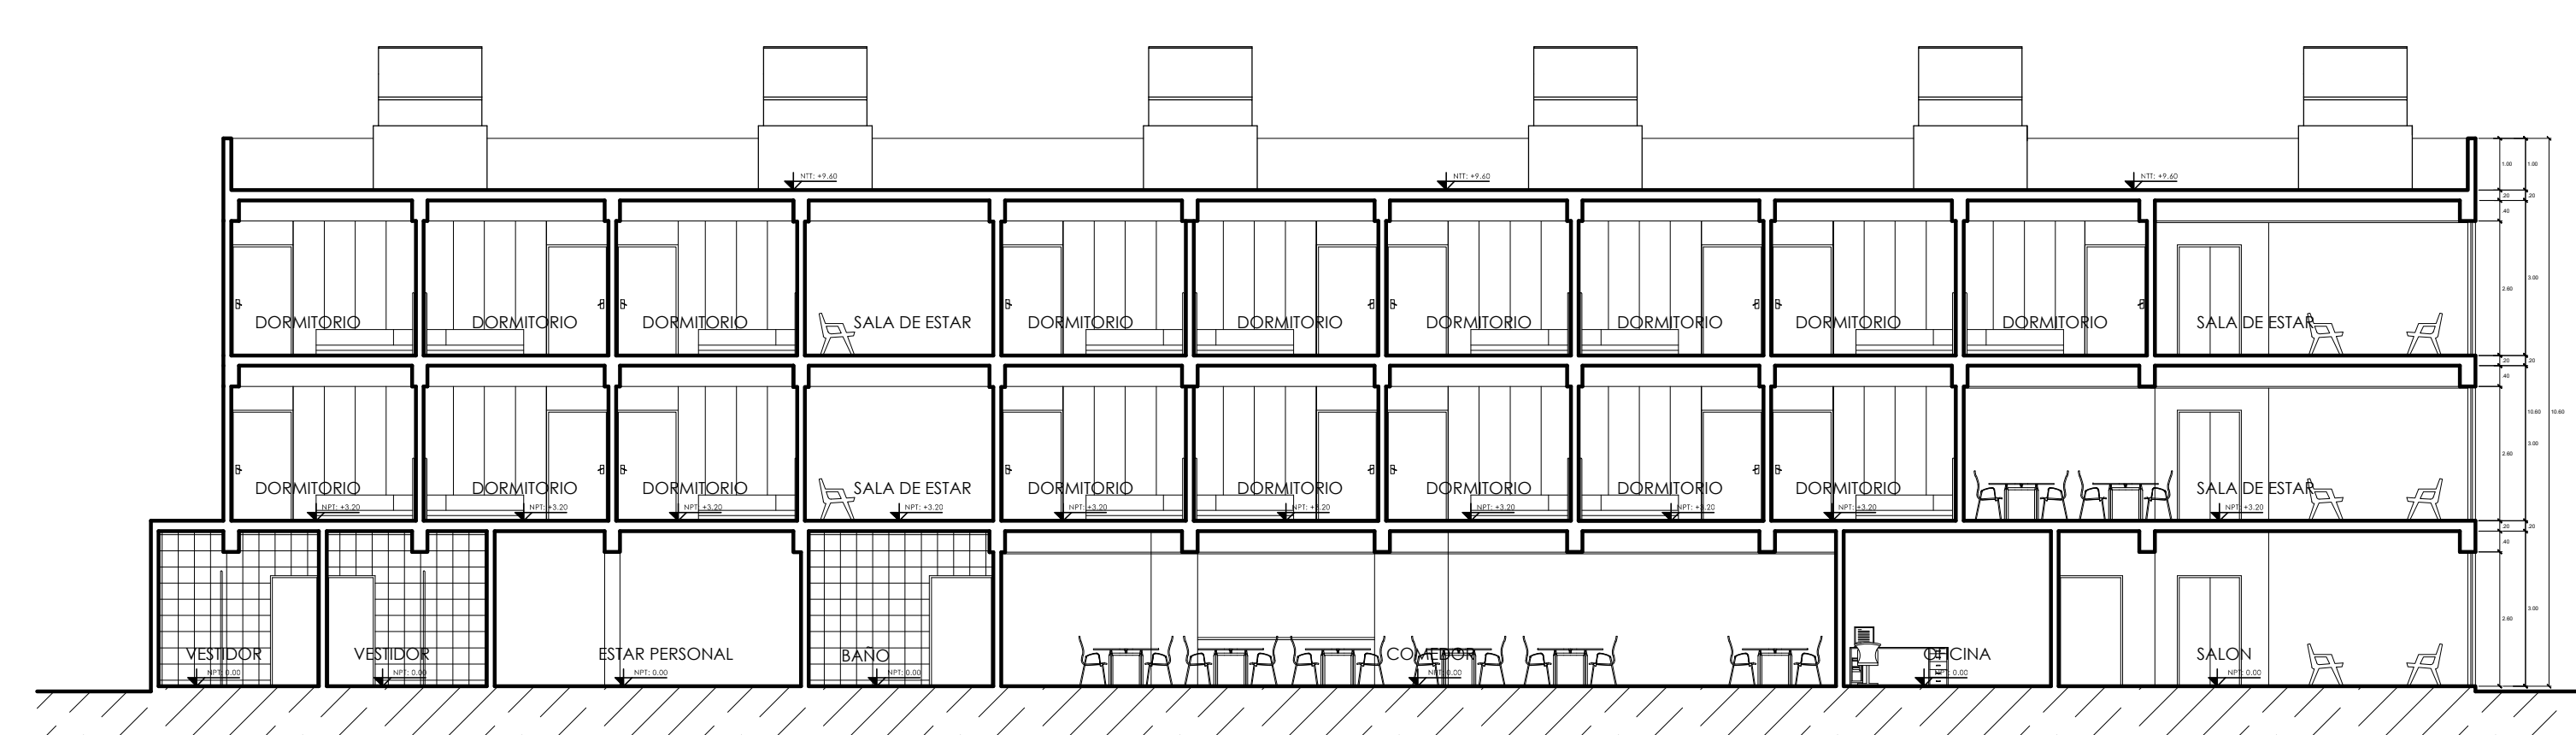 NTT: +9.60 NTT: +9.60 NTT: +9.60
1.00 1.00
.20 .20
.40
3.00
2.60
DORMITORIO DORMITORIO DORMITORIO SALA DE ESTAR DORMITORIO DORMITORIO DORMITORIO DORMITORIO DORMITORIO DORMITORIO SALA DE ESTAR
.20 .20
.40
10.60 10.60
3.00
2.60
DORMITORIO DORMITORIO DORMITORIO SALA DE ESTAR DORMITORIO DORMITORIO DORMITORIO DORMITORIO DORMITORIO SALA DE ESTAR
NPT: +3.20 NPT: +3.20 NPT: +3.20 NPT: +3.20 NPT: +3.20 NPT: +3.20 NPT: +3.20 NPT: +3.20 NPT: +3.20 NPT: +3.20
.20 .20
.40
3.00
2.60
VESTIDOR VESTIDOR ESTAR PERSONAL BAÑO COMEDOR OFICINA SALON
NPT: 0.00 NPT: 0.00 NPT: 0.00 NPT: 0.00 NPT: 0.00 NPT: 0.00 NPT: 0.00